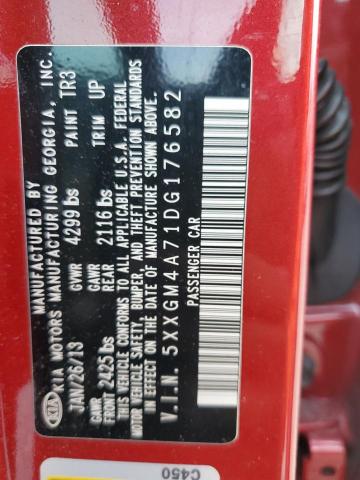 MANUFACTURED BY
KIA KIA MOTORS MANUFACTURING GEORGIA, INC.
JAN/26/13 GVWR 4299 lbs PAINT TR3
GAWR FRONT 2425 lbs GAWR REAR 2116 lbs TRIM UP
THIS VEHICLE CONFORMS TO ALL APPLICABLE U.S.A. FEDERAL
MOTOR VEHICLE SAFETY, BUMPER, AND THEFT PREVENTION STANDARDS
IN EFFECT ON THE DATE OF MANUFACTURE SHOWN ABOVE.
V.I.N. 5XXGM4A71DG176582
PASSENGER CAR
C450